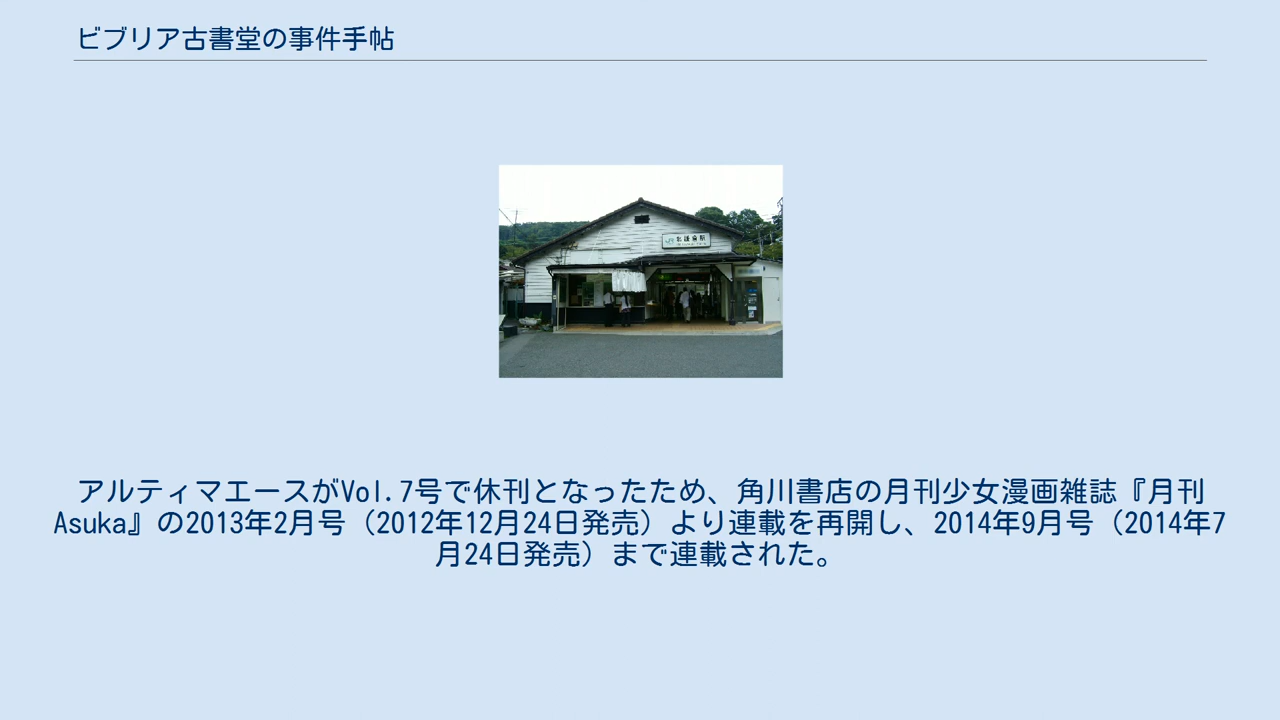 ビブリア古書堂の事件手帖
北鎌倉駅
アルティマエースがVol.7号で休刊となったため、角川書店の月刊少女漫画雑誌『月刊
Asuka』の2013年2月号（2012年12月24日発売）より連載を再開し、2014年9月号（2014年7
月24日発売）まで連載された。